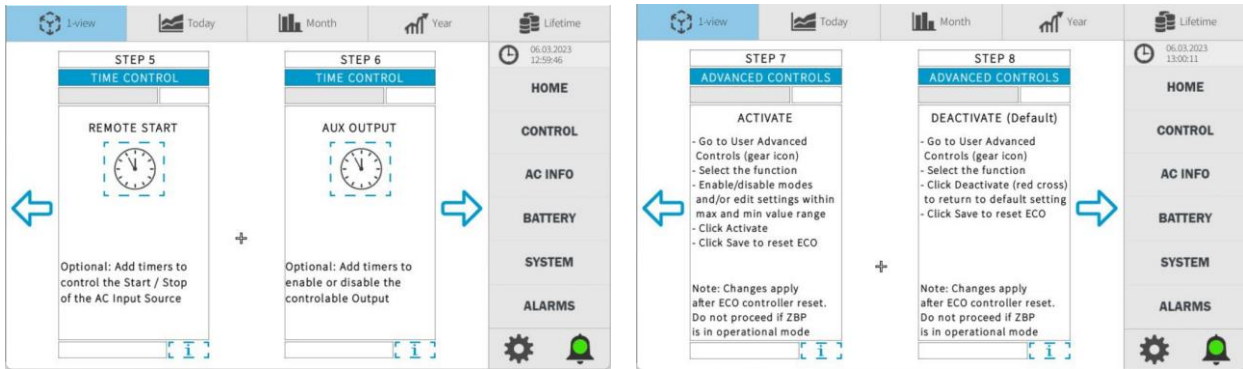 1-view
Today
Month
Year
Lifetime
STEP 5
TIME CONTROL
REMOTE START
Optional: Add timers to
control the Start / Stop
of the AC Input Source
STEP 6
TIME CONTROL
AUX OUTPUT
Optional: Add timers to
enable or disable the
controlable Output
i
i
06.03.2023
12:59:46
HOME
CONTROL
AC INFO
BATTERY
SYSTEM
ALARMS
1-view
Today
Month
Year
Lifetime
STEP 7
ADVANCED CONTROLS
ACTIVATE
- Go to User Advanced
Controls (gear icon)
- Select the function
- Enable/disable modes
and/or edit settings within
max and min value range
- Click Activate
- Click Save to reset ECO
Note: Changes apply
after ECO controller reset.
Do not proceed if ZBP
is in operational mode
STEP 8
ADVANCED CONTROLS
DEACTIVATE (Default)
- Go to User Advanced
Controls (gear icon)
- Select the function
- Click Deactivate (red cross)
to return to default setting
- Click Save to reset ECO
Note: Changes apply
after ECO controller reset.
Do not proceed if ZBP
is in operational mode
i
i
06.03.2023
13:00:11
HOME
CONTROL
AC INFO
BATTERY
SYSTEM
ALARMS